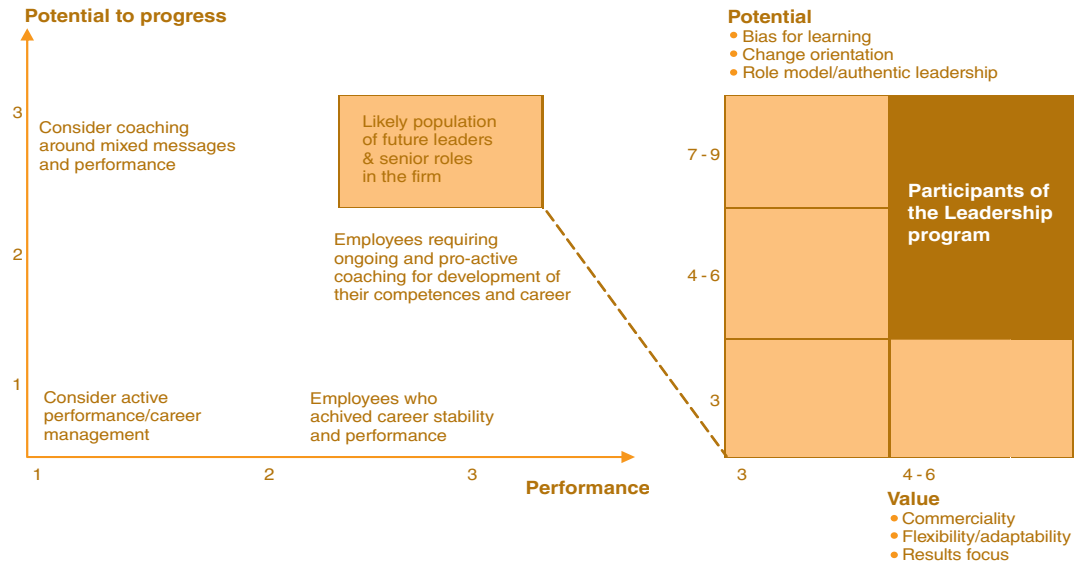 Potential to progress
3
Consider coaching
around mixed messages
and performance
Likely population
of future leaders
& senior roles
in the firm
2
Employees requiring
ongoing and pro-active
coaching for development of
their competences and career
1
Consider active
performance/career
management
Employees who
achived career stability
and performance
1
2
3
Performance
Potential
• Bias for learning
• Change orientation
• Role model/authentic leadership
7 - 9
Participants of
the Leadership
program
4 - 6
3
3
4 - 6
Value
• Commerciality
• Flexibility/adaptability
• Results focus